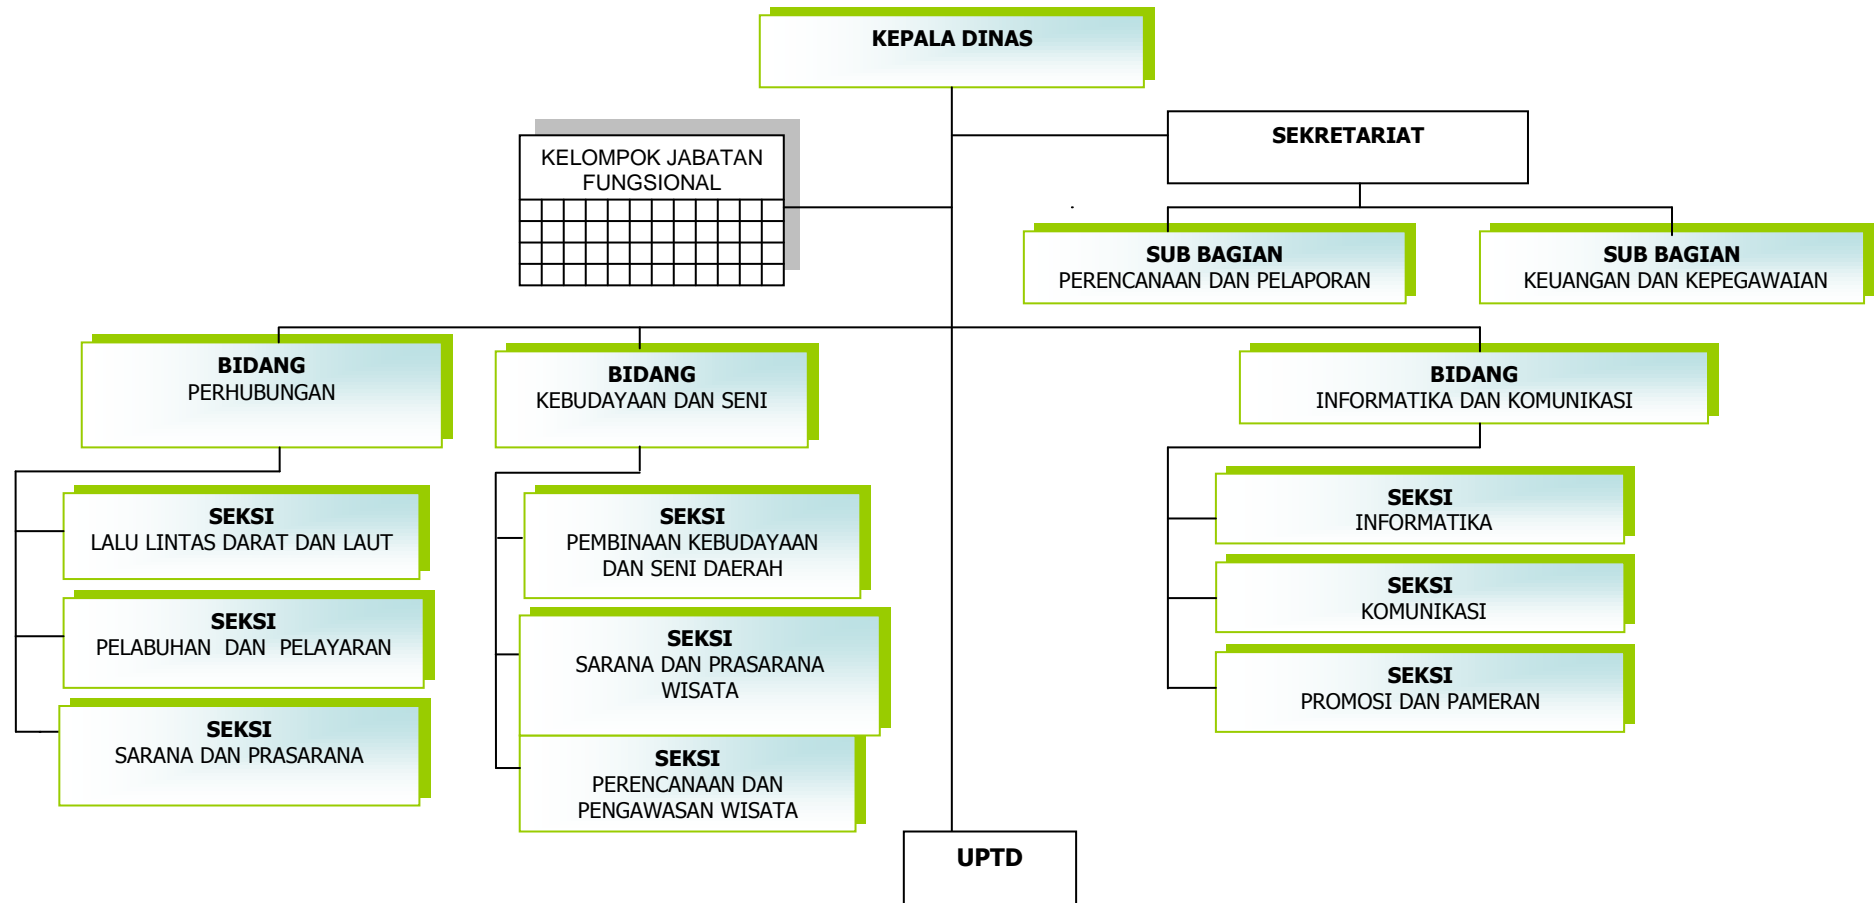 KEPALA DINAS
SEKRETARIAT
KELOMPOK JABATAN
FUNGSIONAL
SUB BAGIAN
PERENCANAAN DAN PELAPORAN
SUB BAGIAN
KEUANGAN DAN KEPEGAWAIAN
BIDANG
PERHUBUNGAN
BIDANG
KEBUDAYAAN DAN SENI
BIDANG
INFORMATIKA DAN KOMUNIKASI
SEKSI
LALU LINTAS DARAT DAN LAUT
SEKSI
PELABUHAN DAN PELAYARAN
SEKSI
SARANA DAN PRASARANA
SEKSI
PEMBINAAN KEBUDAYAAN
DAN SENI DAERAH
SEKSI
SARANA DAN PRASARANA
WISATA
SEKSI
PERENCANAAN DAN
PENGAWASAN WISATA
SEKSI
INFORMATIKA
SEKSI
KOMUNIKASI
SEKSI
PROMOSI DAN PAMERAN
UPTD